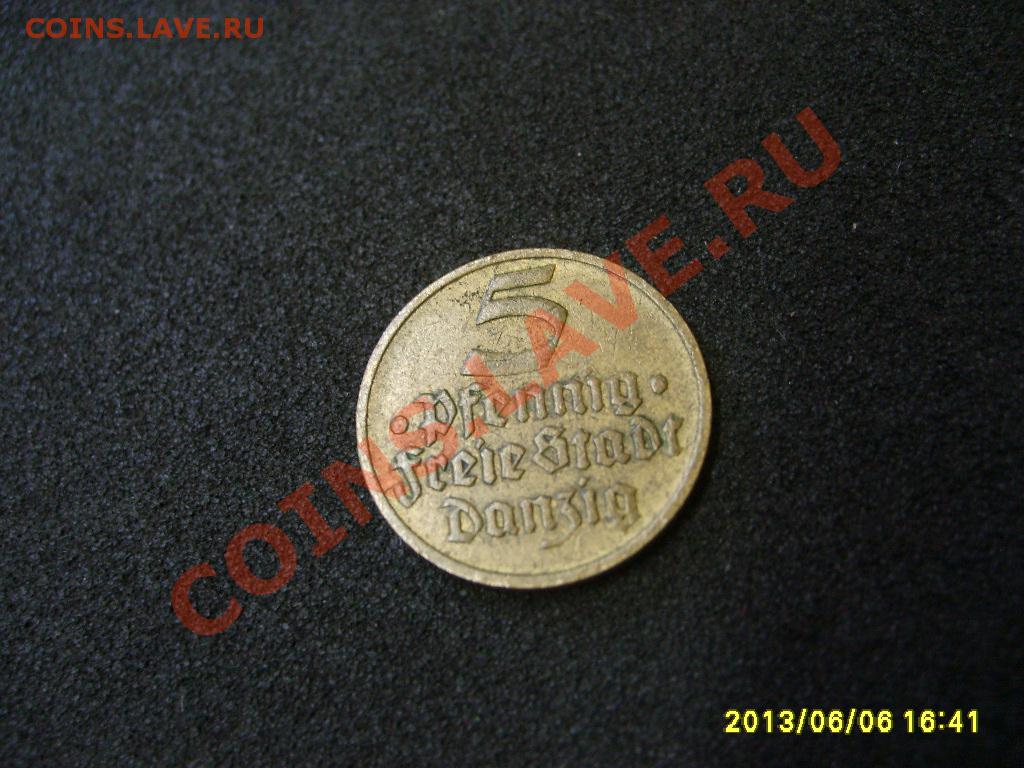 COINS.LAVE.RU
5
• Pfennig •
Freie Stadt
Danzig
COINS.LAVE.RU
2013/06/06 16:41